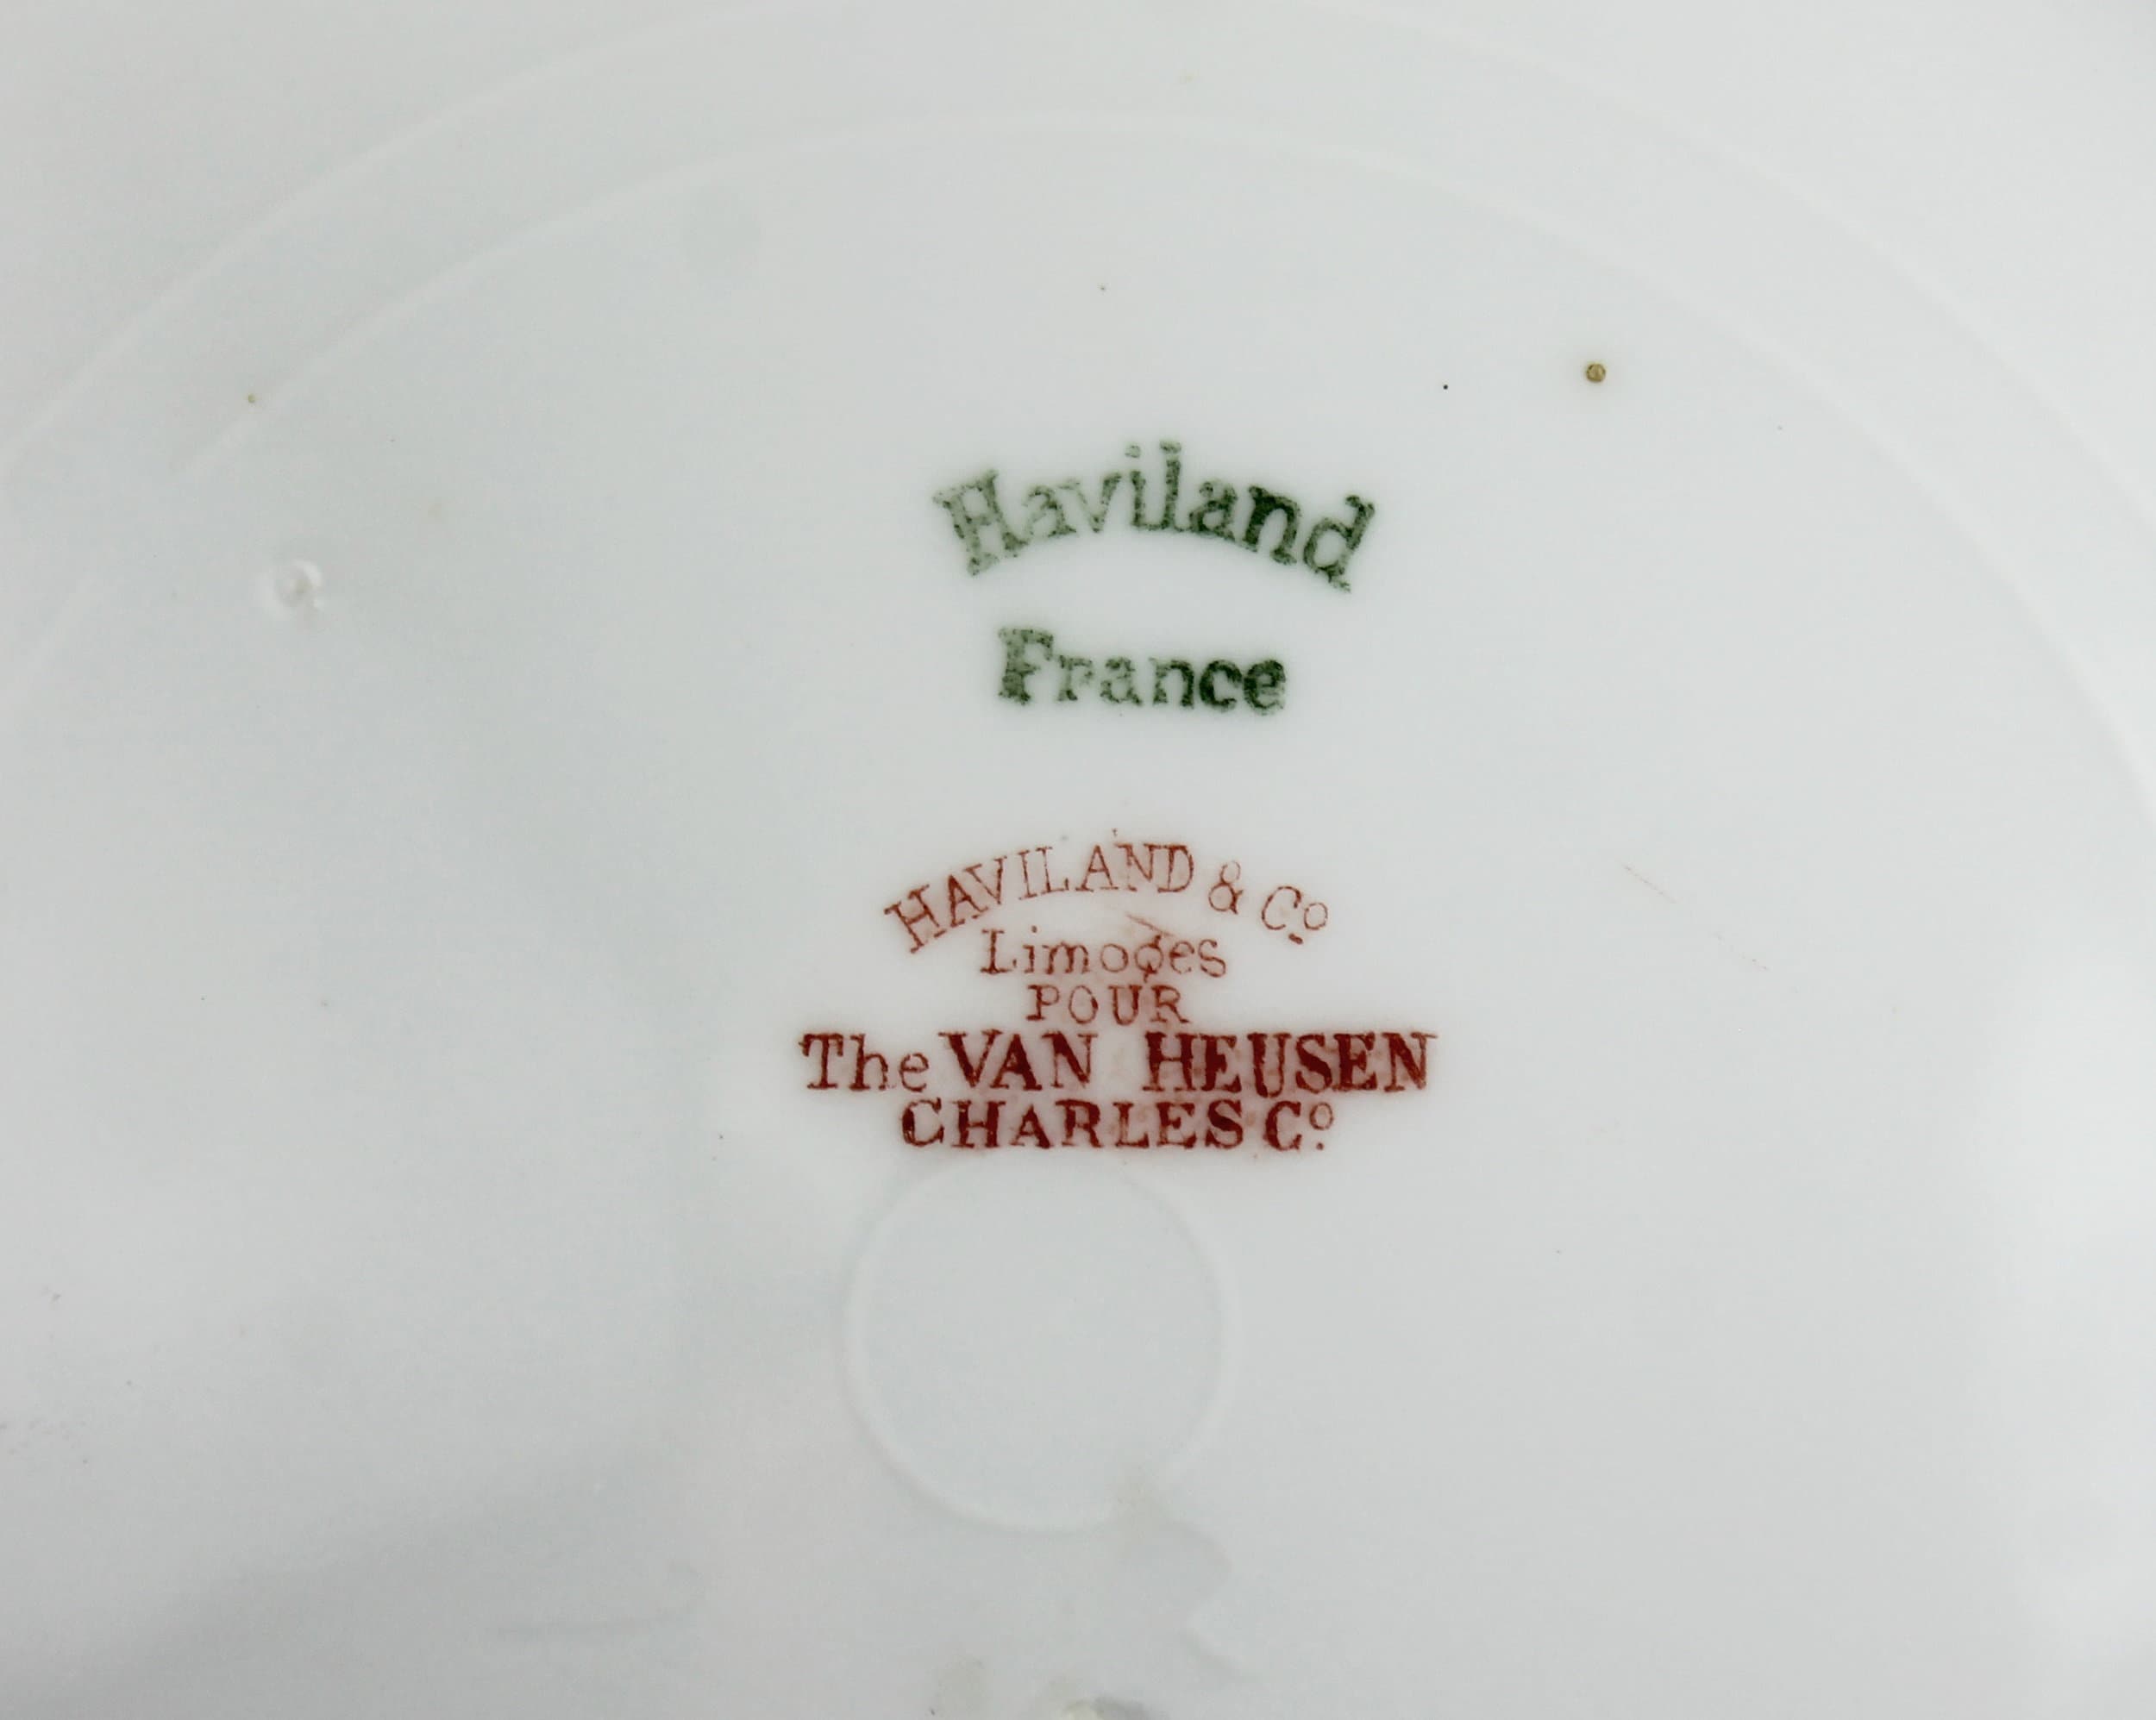 Haviland
France
HAVILAND & Cº
Limoges
POUR
The VAN HEUSEN
CHARLES Cº